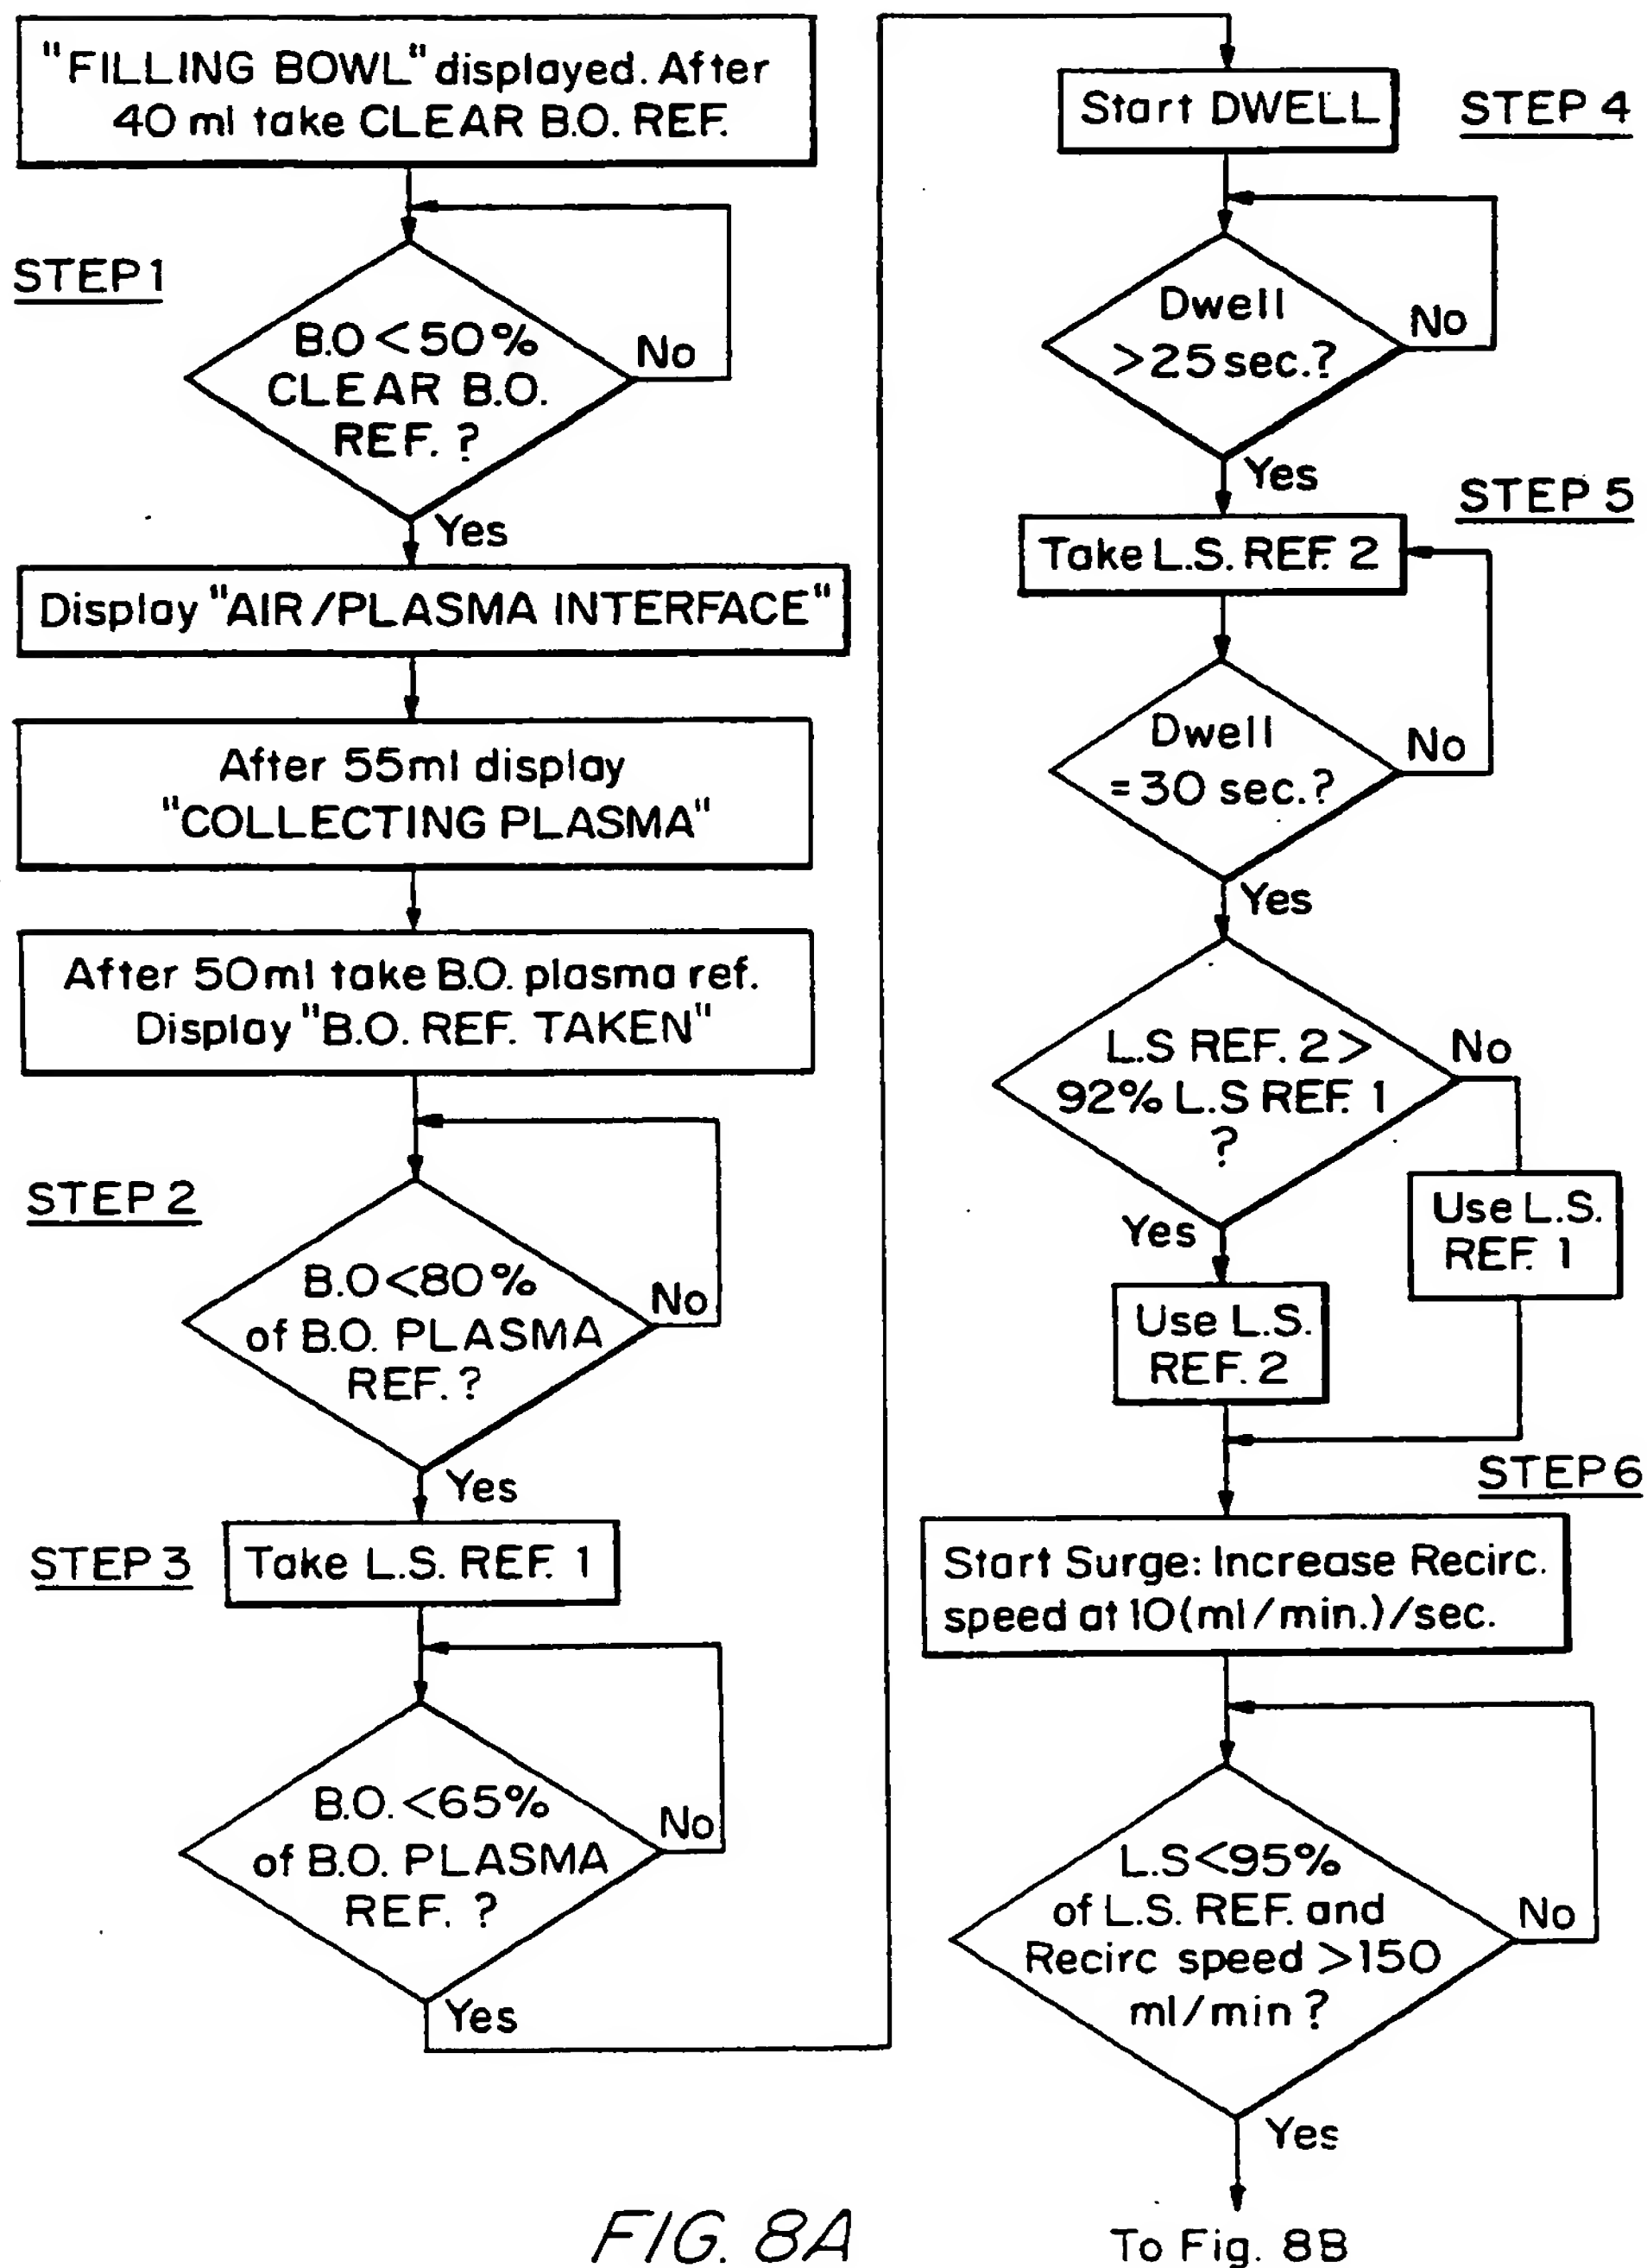 "FILLING BOWL" displayed. After
40 ml take CLEAR B.O. REF.
STEP 1
B.O < 50%
CLEAR B.O.
REF. ?
No
Yes
Display "AIR/PLASMA INTERFACE"
After 55ml display
"COLLECTING PLASMA"
After 50ml take B.O. plasma ref.
Display "B.O. REF. TAKEN"
STEP 2
B.O<80%
of B.O. PLASMA
REF. ?
No
Yes
STEP 3
Take L.S. REF. 1
B.O. <65%
of B.O. PLASMA
REF. ?
No
Yes
Start DWELL
STEP 4
Dwell
>25 sec.?
No
Yes
STEP 5
Take L.S. REF. 2
Dwell
=30 sec.?
No
Yes
L.S REF. 2 >
92% L.S REF. 1
?
No
Yes
Use L.S.
REF. 1
Use L.S.
REF. 2
STEP 6
Start Surge: Increase Recirc.
speed at 10(ml/min.)/sec.
L.S<95%
of L.S. REF. and
Recirc speed >150
ml/min ?
No
Yes
To Fig. 8B
FIG. 8A